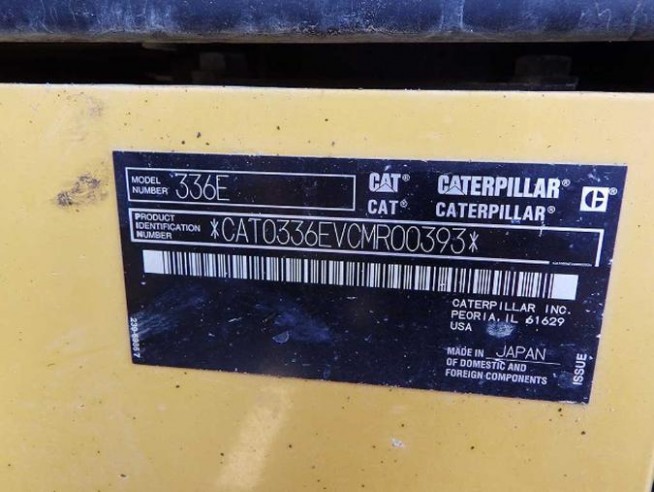 MODEL
NUMBER 336E
CAT® CATERPILLAR® C
CAT® CATERPILLAR®
PRODUCT
IDENTIFICATION
NUMBER *CAT0336EVCMR00393*
CATERPILLAR INC.
PEORIA, IL 61629
USA
MADE IN JAPAN
OF DOMESTIC AND
FOREIGN COMPONENTS
ISSUE